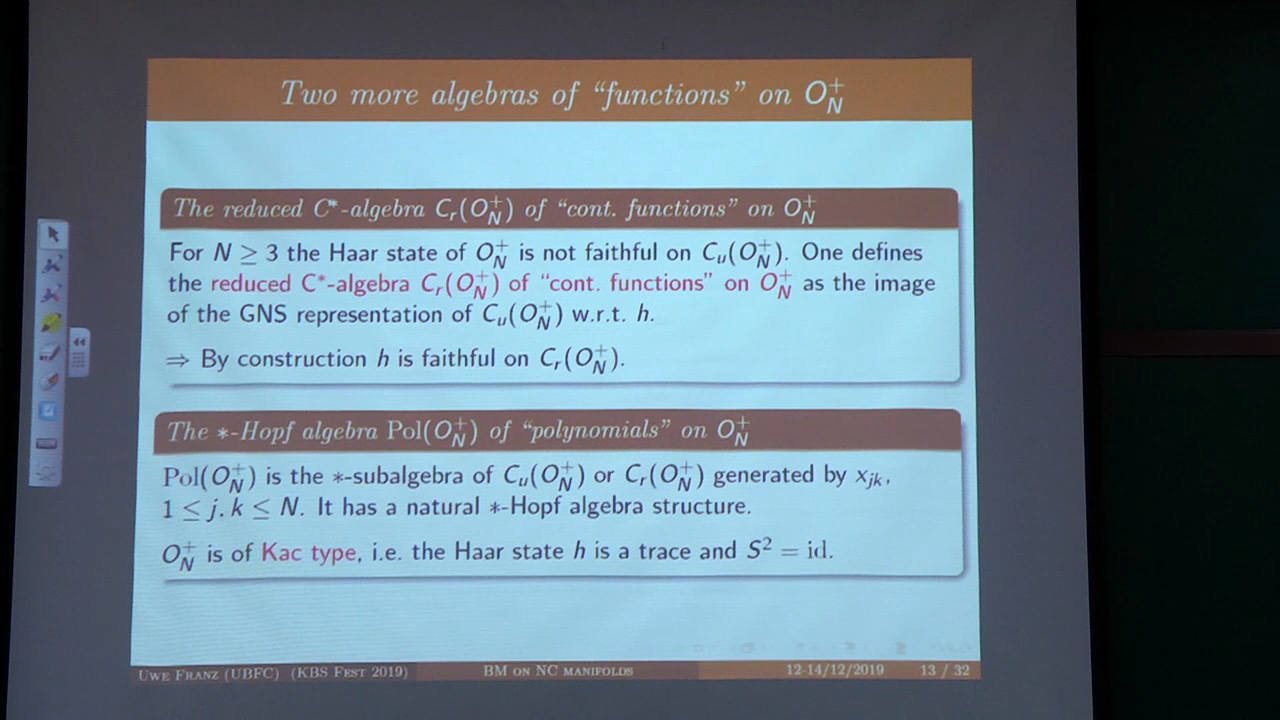 Two more algebras of “functions” on O_N^+
The reduced C*-algebra C_r(O_N^+) of “cont. functions” on O_N^+
For N ≥ 3 the Haar state of O_N^+ is not faithful on C_u(O_N^+). One defines
the reduced C*-algebra C_r(O_N^+) of “cont. functions” on O_N^+ as the image
of the GNS representation of C_u(O_N^+) w.r.t. h.
⇒ By construction h is faithful on C_r(O_N^+).
The *-Hopf algebra Pol(O_N^+) of “polynomials” on O_N^+
Pol(O_N^+) is the *-subalgebra of C_u(O_N^+) or C_r(O_N^+) generated by x_{jk},
1 ≤ j, k ≤ N. It has a natural *-Hopf algebra structure.
O_N^+ is of Kac type, i.e. the Haar state h is a trace and S² = id.
Uwe Franz (UBFC) (KBS Fest 2019) BM on NC manifolds 12-14/12/2019 13 / 32